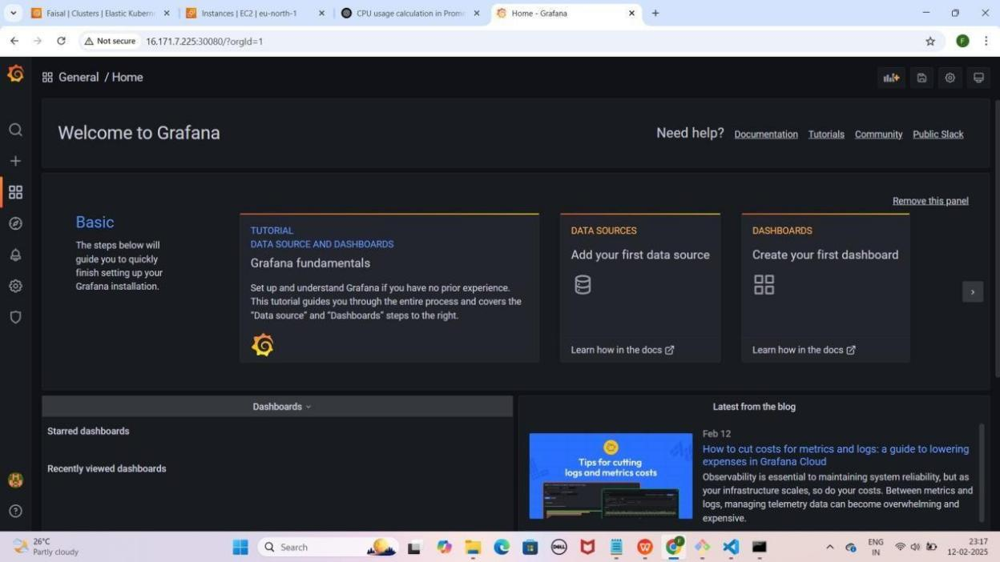 Faisal | Clusters | Elastic Kubern
Instances | EC2 | eu-north-1
CPU usage calculation in Prom
Home - Grafana
Not secure
16.171.7.225:30080/?orgId=1
F
General / Home
Welcome to Grafana
Need help? Documentation Tutorials Community Public Slack
Remove this panel
Basic
The steps below will
guide you to quickly
finish setting up your
Grafana installation.
TUTORIAL
DATA SOURCE AND DASHBOARDS
Grafana fundamentals
Set up and understand Grafana if you have no prior experience.
This tutorial guides you through the entire process and covers the
“Data source” and “Dashboards” steps to the right.
DATA SOURCES
Add your first data source
Learn how in the docs
DASHBOARDS
Create your first dashboard
Learn how in the docs
Dashboards
Starred dashboards
Recently viewed dashboards
Latest from the blog
Tips for cutting
logs and metrics costs
Feb 12
How to cut costs for metrics and logs: a guide to lowering
expenses in Grafana Cloud
Observability is essential to maintaining system reliability, but as
your infrastructure scales, so do your costs. Between metrics and
logs, managing telemetry data can become overwhelming and
expensive.
26°C
Partly cloudy
Search
DELL
F
ENG
IN
23:17
12-02-2025